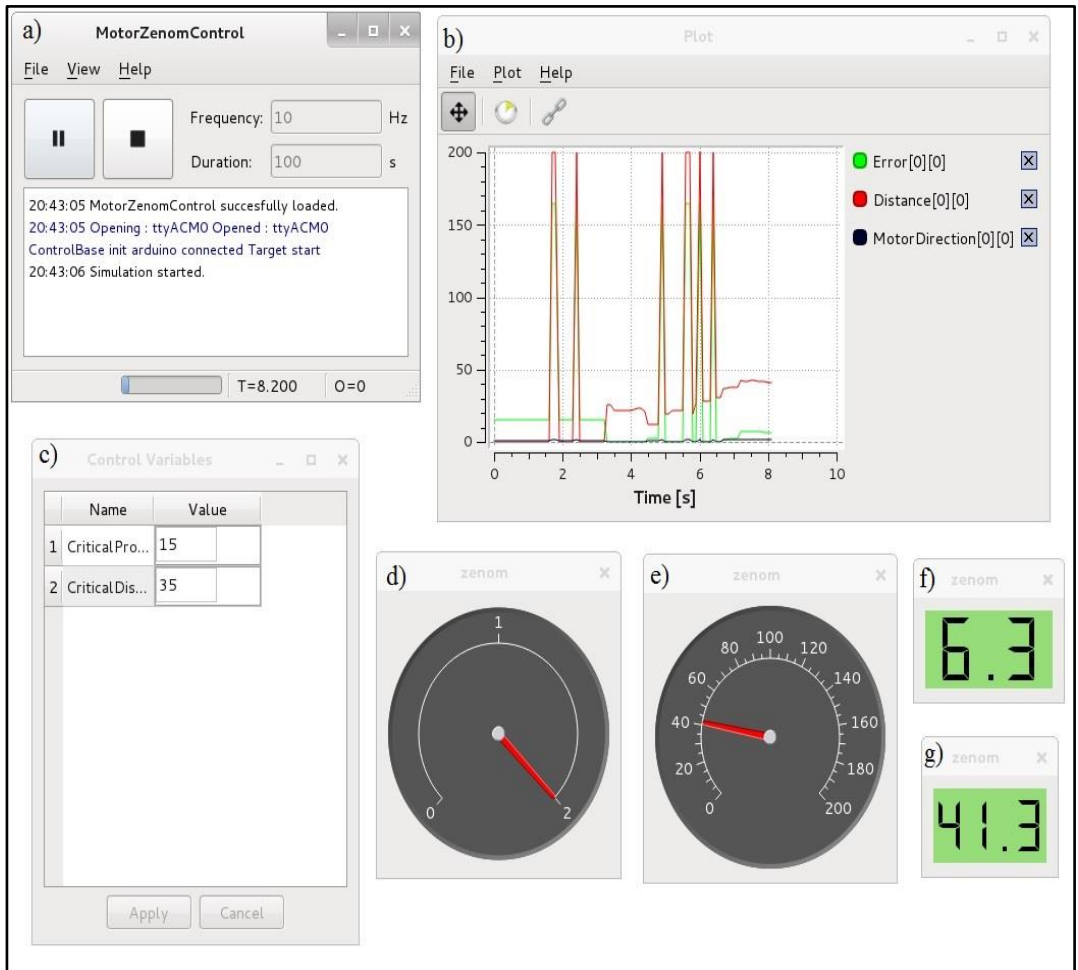 a) MotorZenomControl
File View Help
Frequency: 10 Hz
Duration: 100 s
20:43:05 MotorZenomControl succesfully loaded.
20:43:05 Opening : ttyACM0 Opened : ttyACM0
ControlBase init arduino connected Target start
20:43:06 Simulation started.
T=8.200 O=0
b) Plot
File Plot Help
200
150
100
50
0
0 2 4 6 8 10
Time [s]
Error[0][0]
Distance[0][0]
MotorDirection[0][0]
c) Control Variables
Name Value
1 CriticalPro... 15
2 CriticalDis... 35
Apply Cancel
d) zenom
0 1 2
e) zenom
0 20 40 60 80 100 120 140 160 180 200
f) zenom
6.3
g) zenom
41.3